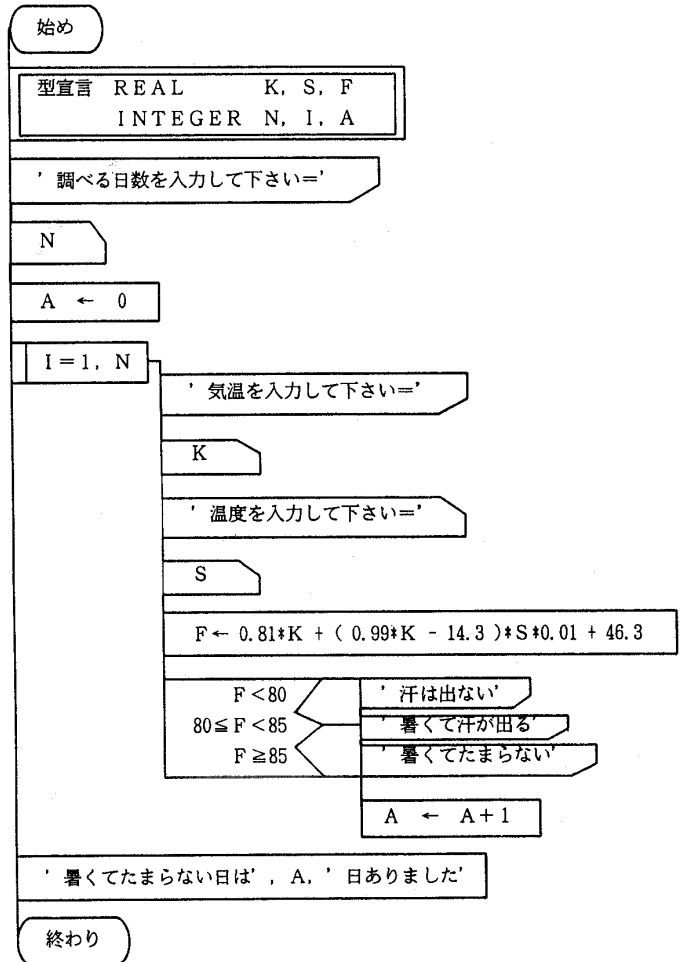 始め
型宣言 REAL K, S, F
INTEGER N, I, A
' 調べる日数を入力して下さい='
N
A ← 0
I=1, N
' 気温を入力して下さい='
K
' 温度を入力して下さい='
S
F← 0.81*K + ( 0.99*K - 14.3 )*S*0.01 + 46.3
F<80 ' 汗は出ない'
80≦F<85 ' 暑くて汗が出る'
F≧85 ' 暑くてたまらない'
A ← A+1
' 暑くてたまらない日は', A, ' 日ありました'
終わり